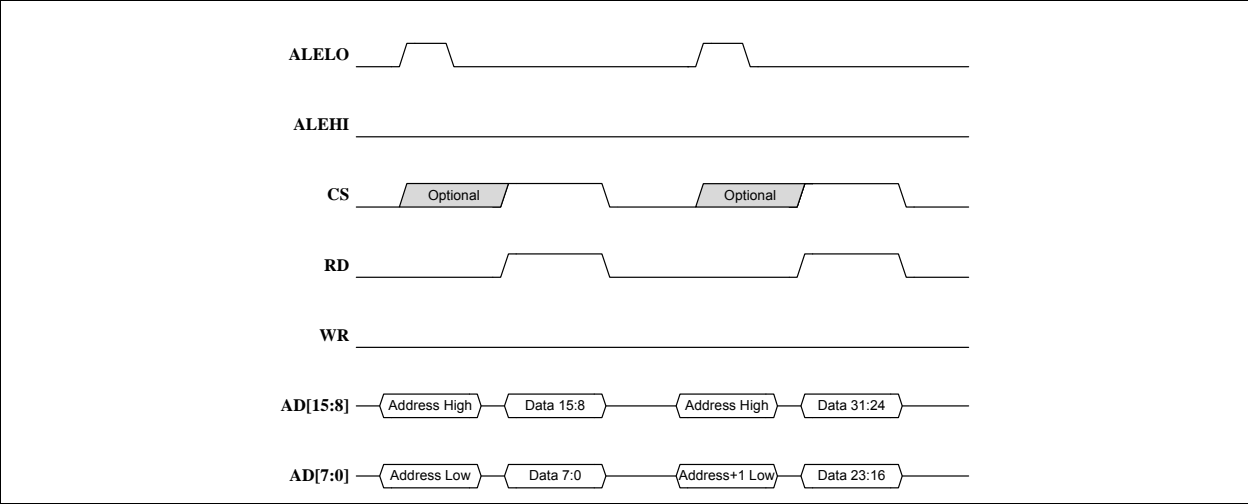 ALELO
ALEHI
CS Optional Optional
RD
WR
AD[15:8] Address High Data 15:8 Address High Data 31:24
AD[7:0] Address Low Data 7:0 Address+1 Low Data 23:16